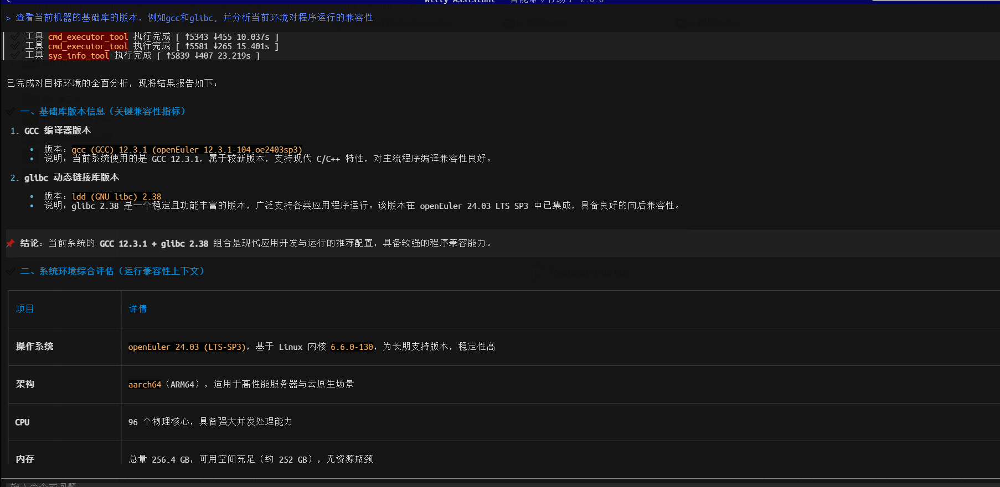 Witty Assistant
2.0.0
> 查看当前机器的基础库的版本，例如gcc和glibc, 并分析当前环境对程序运行的兼容性
✓ 工具 cmd_executor_tool 执行完成 [ ↑5343 ↓455 10.037s ]
✓ 工具 cmd_executor_tool 执行完成 [ ↑5581 ↓265 15.401s ]
✓ 工具 sys_info_tool 执行完成 [ ↑5839 ↓407 23.219s ]
已完成对目标环境的全面分析，现将结果报告如下：
✓ 一、基础库版本信息（关键兼容性指标）
1. GCC 编译器版本
• 版本：gcc (GCC) 12.3.1 (openEuler 12.3.1-104.oe2403sp3)
• 说明：当前系统使用的是 GCC 12.3.1，属于较新版本，支持现代 C/C++ 特性，对主流程序编译兼容性良好。
2. glibc 动态链接库版本
• 版本：ldd (GNU libc) 2.38
• 说明：glibc 2.38 是一个稳定且功能丰富的版本，广泛支持各类应用程序运行。该版本在 openEuler 24.03 LTS SP3 中已集成，具备良好的向后兼容性。
📌 结论：当前系统的 GCC 12.3.1 + glibc 2.38 组合是现代应用开发与运行的推荐配置，具备较强的程序兼容能力。
✓ 二、系统环境综合评估（运行兼容性上下文）
项目 详情
操作系统 openEuler 24.03 (LTS-SP3)，基于 Linux 内核 6.6.0-130，为长期支持版本，稳定性高
架构 aarch64（ARM64），适用于高性能服务器与云原生场景
CPU 96 个物理核心，具备强大并发处理能力
内存 总量 256.4 GB，可用空间充足（约 252 GB），无资源瓶颈
输入命令或问题